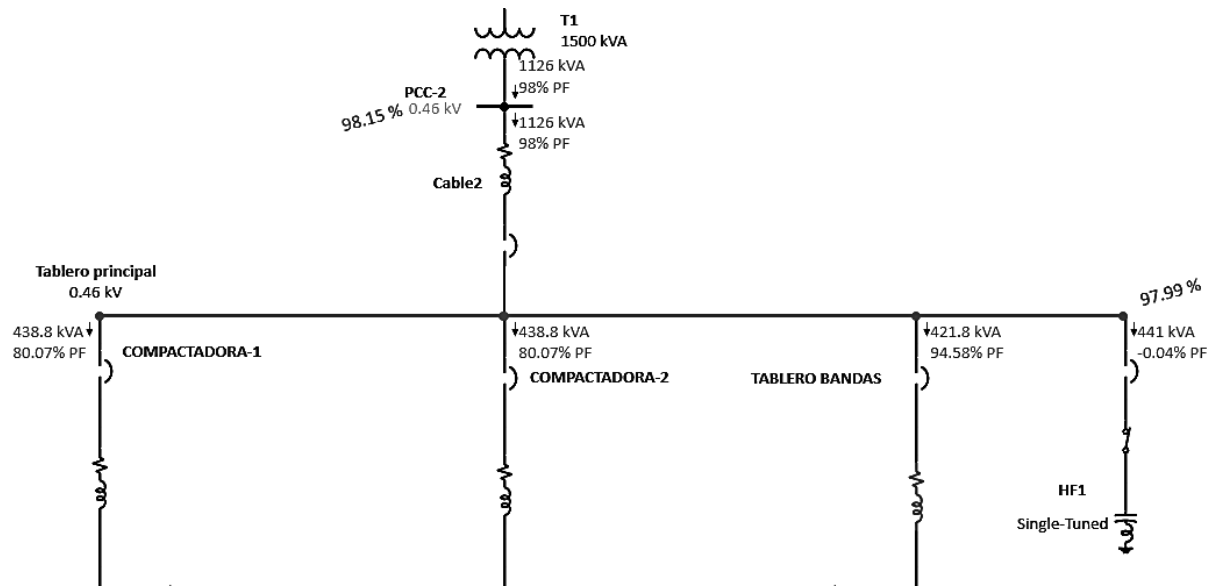 T1
1500 kVA
1126 kVA
98% PF
PCC-2
98.15 % 0.46 kV
1126 kVA
98% PF
Cable2
Tablero principal
0.46 kV
97.99 %
438.8 kVA
80.07% PF
COMPACTADORA-1
438.8 kVA
80.07% PF
COMPACTADORA-2
421.8 kVA
94.58% PF
TABLERO BANDAS
441 kVA
-0.04% PF
HF1
Single-Tuned